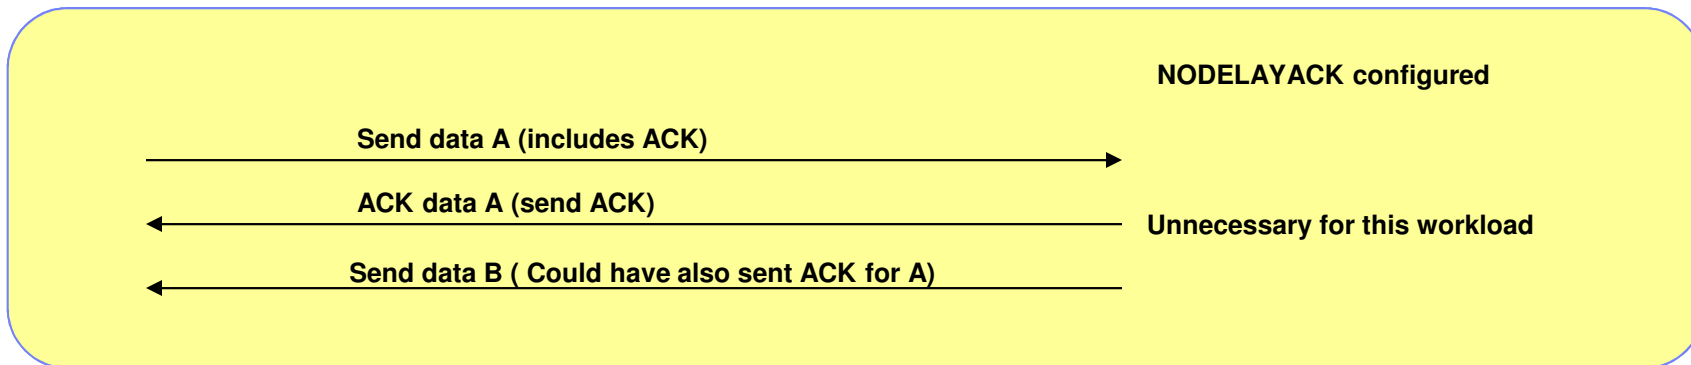 NODELAYACK configured
Send data A (includes ACK)
ACK data A (send ACK)
Unnecessary for this workload
Send data B ( Could have also sent ACK for A)